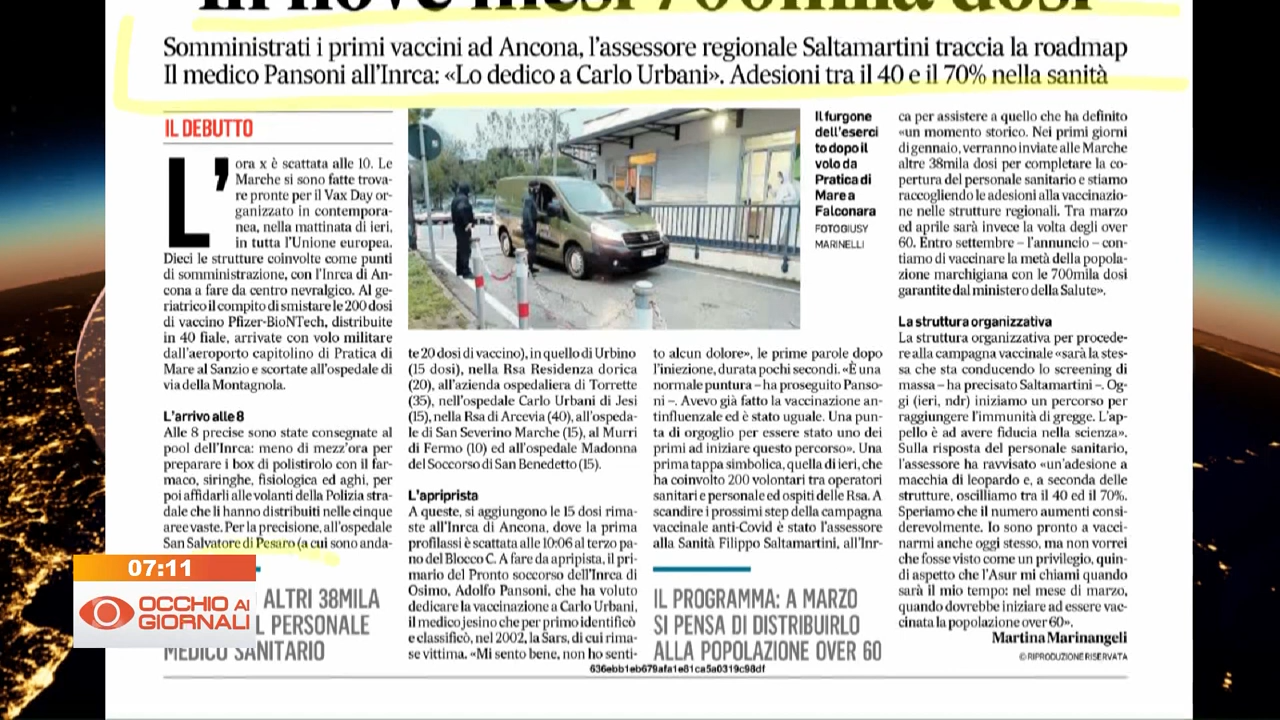 In nove mesi 700mila dosi
Somministrati i primi vaccini ad Ancona, l'assessore regionale Saltamartini traccia la roadmap
Il medico Pansoni all'Inrca: «Lo dedico a Carlo Urbani». Adesioni tra il 40 e il 70% nella sanità
IL DEBUTTO
L'ora x è scattata alle 10. Le
Marche si sono fatte trova-
re pronte per il Vax Day or-
ganizzato in contempora-
nea, nella mattinata di ieri,
in tutta l'Unione europea.
Dieci le strutture coinvolte come punti
di somministrazione, con l'Inrca di An-
cona a fare da centro nevralgico. Al ge-
riatrico il compito di smistare le 200 dosi
di vaccino Pfizer-BioNTech, distribuite
in 40 fiale, arrivate con volo militare
dall'aeroporto capitolino di Pratica di
Mare al Sanzio e scortate all'ospedale di
via della Montagnola.
L'arrivo alle 8
Alle 8 precise sono state consegnate al
pool dell'Inrca: meno di mezz'ora per
preparare i box di polistirolo con il far-
maco, siringhe, fisiologica ed aghi, per
poi affidarli alle volanti della Polizia stra-
dale che li hanno distribuiti nelle cinque
aree vaste. Per la precisione, all'ospedale
San Salvatore di Pesaro (a cui sono anda-
te 20 dosi di vaccino), in quello di Urbino
(15 dosi), nella Rsa Residenza dorica
(20), all'azienda ospedaliera di Torrette
(35), nell'ospedale Carlo Urbani di Jesi
(15), nella Rsa di Arcevia (40), all'ospeda-
le di San Severino Marche (15), al Murri
di Fermo (10) ed all'ospedale Madonna
del Soccorso di San Benedetto (15).
L'apripista
A queste, si aggiungono le 15 dosi rima-
ste all'Inrca di Ancona, dove la prima
profilassi è scattata alle 10:06 al terzo pa-
no del Blocco C. A fare da apripista, il pri-
mario del Pronto soccorso dell'Inrca di
Osimo, Adolfo Pansoni, che ha voluto
dedicare la vaccinazione a Carlo Urbani,
il medico jesino che per primo identificò
e classificò, nel 2002, la Sars, di cui rima-
se vittima. «Mi sento bene, non ho senti-
to alcun dolore», le prime parole dopo
l'iniezione, durata pochi secondi. «È una
normale puntura – ha proseguito Panso-
ni –. Avevo già fatto la vaccinazione an-
tinfluenzale ed è stato uguale. Una pun-
ta di orgoglio per essere stato uno dei
primi ad iniziare questo percorso». Una
prima tappa simbolica, quella di ieri, che
ha coinvolto 200 volontari tra operatori
sanitari e personale ed ospiti delle Rsa. A
scandire i prossimi step della campagna
vaccinale anti-Covid è stato l'assessore
alla Sanità Filippo Saltamartini, all'Inr-
ca per assistere a quello che ha definito
«un momento storico. Nei primi giorni
di gennaio, verranno inviate alle Marche
altre 38mila dosi per completare la co-
pertura del personale sanitario e stiamo
raccogliendo le adesioni alla vaccinazio-
ne nelle strutture regionali. Tra marzo
ed aprile sarà invece la volta degli over
60. Entro settembre – l'annuncio – con-
tiamo di vaccinare la metà della popola-
zione marchigiana con le 700mila dosi
garantite dal ministero della Salute».
La struttura organizzativa
La struttura organizzativa per procede-
re alla campagna vaccinale «sarà la stes-
sa che sta conducendo lo screening di
massa – ha precisato Saltamartini –. Og-
gi (ieri, ndr) iniziamo un percorso per
raggiungere l'immunità di gregge. L'ap-
pello è ad avere fiducia nella scienza».
Sulla risposta del personale sanitario,
l'assessore ha ravvisato «un'adesione a
macchia di leopardo e, a seconda delle
strutture, oscilliamo tra il 40 ed il 70%.
Speriamo che il numero aumenti consi-
derevolmente. Io sono pronto a vacci-
narmi anche oggi stesso, ma non vorrei
che fosse visto come un privilegio, quin-
di aspetto che l'Asur mi chiami quando
sarà il mio tempo: nel mese di marzo,
quando dovrebbe iniziare ad essere vac-
cinata la popolazione over 60».
Martina Marinangeli
© RIPRODUZIONE RISERVATA
Il furgone
dell'eserci
to dopo il
volo da
Pratica di
Mare a
Falconara
FOTO GIUSY
MARINELLI
ALTRI 38MILA
L PERSONALE
MEDICO SANITARIO
IL PROGRAMMA: A MARZO
SI PENSA DI DISTRIBUIRLO
ALLA POPOLAZIONE OVER 60
636ebb1eb679afa1e81ca5a0319c98df
07:11
OCCHIO AI
GIORNALI